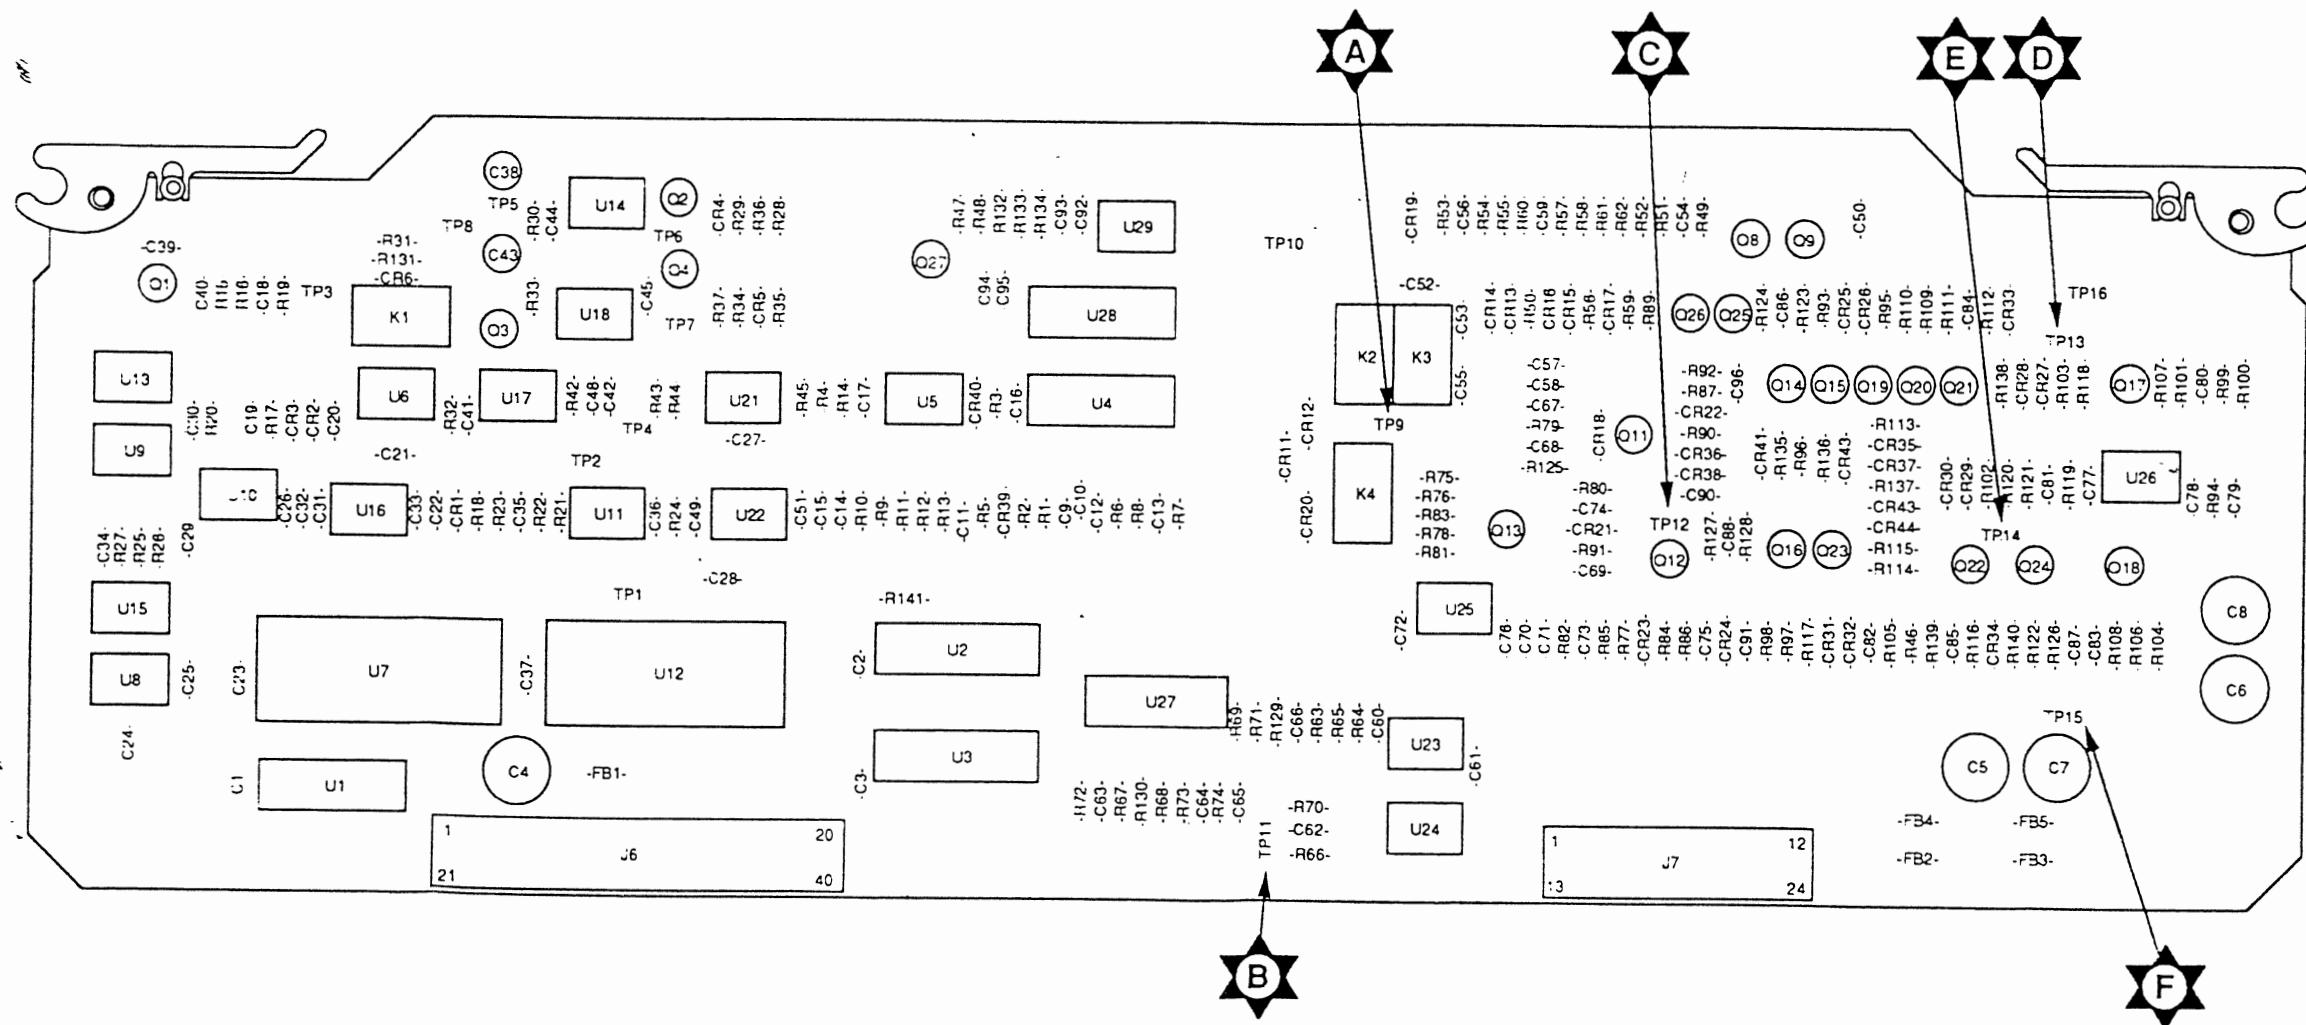 A
C
E
D
C38
TP5
-R30-
-C44-
U14
Q2
TP6
-CR4-
-R29-
-R36-
-R28-
TP8
C43
Q4
-R47-
-R48-
R132-
-R133-
-R134-
-C93-
-C92-
U29
Q27
TP10
-CR19-
-R53-
-C56-
-R54-
-R55-
-R60-
-C59-
-R57-
-R58-
-R61-
-R62-
-R52-
-R51-
-C54-
-R49-
Q8
Q9
-C50-
-C39-
Q1
C40-
R16-
-C18-
-R19-
TP3
-R31-
-R131-
-CR6-
K1
Q3
-R33-
U18
-C45-
TP7
-R37-
-R34-
-CR5-
-R35-
C94-
C95-
U28
-C52-
K2
K3
-C53-
-CR14-
-CR13-
-R50-
CR16
-CR15-
-R56-
-CR17-
-R59-
-R89-
Q26
Q25
-R124-
-C86-
-R123-
-R93-
-CR25-
-CR26-
-R95-
-R110-
-R109-
-R111-
-C84-
-R112-
-CR33-
TP16
TP13
U13
U9
R20-
C19-
-R17-
-CR3-
-CR2-
-C20-
U6
-R32-
-C41-
U17
-R42-
-C48-
-C42-
-R43-
-R44-
TP4
U21
-C27-
-R45-
-R4-
-R14-
-C17-
U5
-CR40-
-R3-
-C16-
U4
-C55-
TP9
-CR11-
-CR12-
-C57-
-C58-
-C67-
-R79-
-C68-
-R125-
-CR18-
Q11
-R92-
-R87-
-CR22-
-R90-
-CR36-
-CR38-
-C90-
-C96-
Q14
Q15
Q19
Q20
Q21
-R138-
-CR28-
-CR27-
-R103-
-R118-
Q17
-R107-
-R101-
-C80-
-R99-
-R100-
-CR41-
-R135-
-R96-
-R136-
-CR43-
-R113-
-CR35-
-CR37-
-R137-
-CR43-
-CR44-
-R115-
-R114-
-CR30-
-CR29-
-R102-
-R120-
-R121-
-C81-
-R119-
-C77-
U26
-C78-
-R94-
-C79-
-C21-
TP2
-C26-
-C32-
-C31-
U16
-C33-
-C22-
-CR1-
-R18-
-R23-
-C35-
-R22-
-R21-
U11
-C36-
-R24-
-C49-
U22
-C51-
-C15-
-C14-
-R10-
-R9-
-R11-
-R12-
-R13-
-C11-
-R5-
-CR39-
-R2-
-R1-
-C9-
-C10-
-C12-
-R6-
-R8-
-C13-
-R7-
K4
-CR20-
-R75-
-R76-
-R83-
-R78-
-R81-
Q13
-R80-
-C74-
-CR21-
-R91-
-C69-
TP12
Q12
-R127-
-C88-
-R128-
Q16
Q23
TP14
Q22
Q24
Q18
-C34-
-R27-
-R25-
-R26-
-C29
-C28-
TP1
-R141-
U15
U8
-C25-
C24-
C23-
U7
-C37-
U12
-C2-
U2
U27
-C3-
U3
-C72-
U25
-C76-
C70-
-C71-
-R82-
-C73-
-R85-
-R77-
-CR23-
-R84-
-R86-
-C75-
-CR24-
-C91-
-R98-
-R97-
-R117-
-CR31-
-CR32-
-C82-
-R105-
-R46-
-R139-
-C85-
-R116-
CR34-
-R140-
-R122-
-R126-
-C87-
-C83-
-R108-
-R106-
-R104-
C8
C6
R69-
-R71-
-R129-
-C66-
-R63-
-R65-
-R64-
-C60-
U23
-C61-
TP15
C5
C7
C1
U1
C4
-FB1-
-R72-
-C63-
-R67-
-R130-
-R68-
-R73-
-C64-
-R74-
-C65-
TP11
-R70-
-C62-
-R66-
U24
-FB4-
-FB5-
-FB2-
-FB3-
1
20
J6
21
40
1
12
J7
13
24
B
F